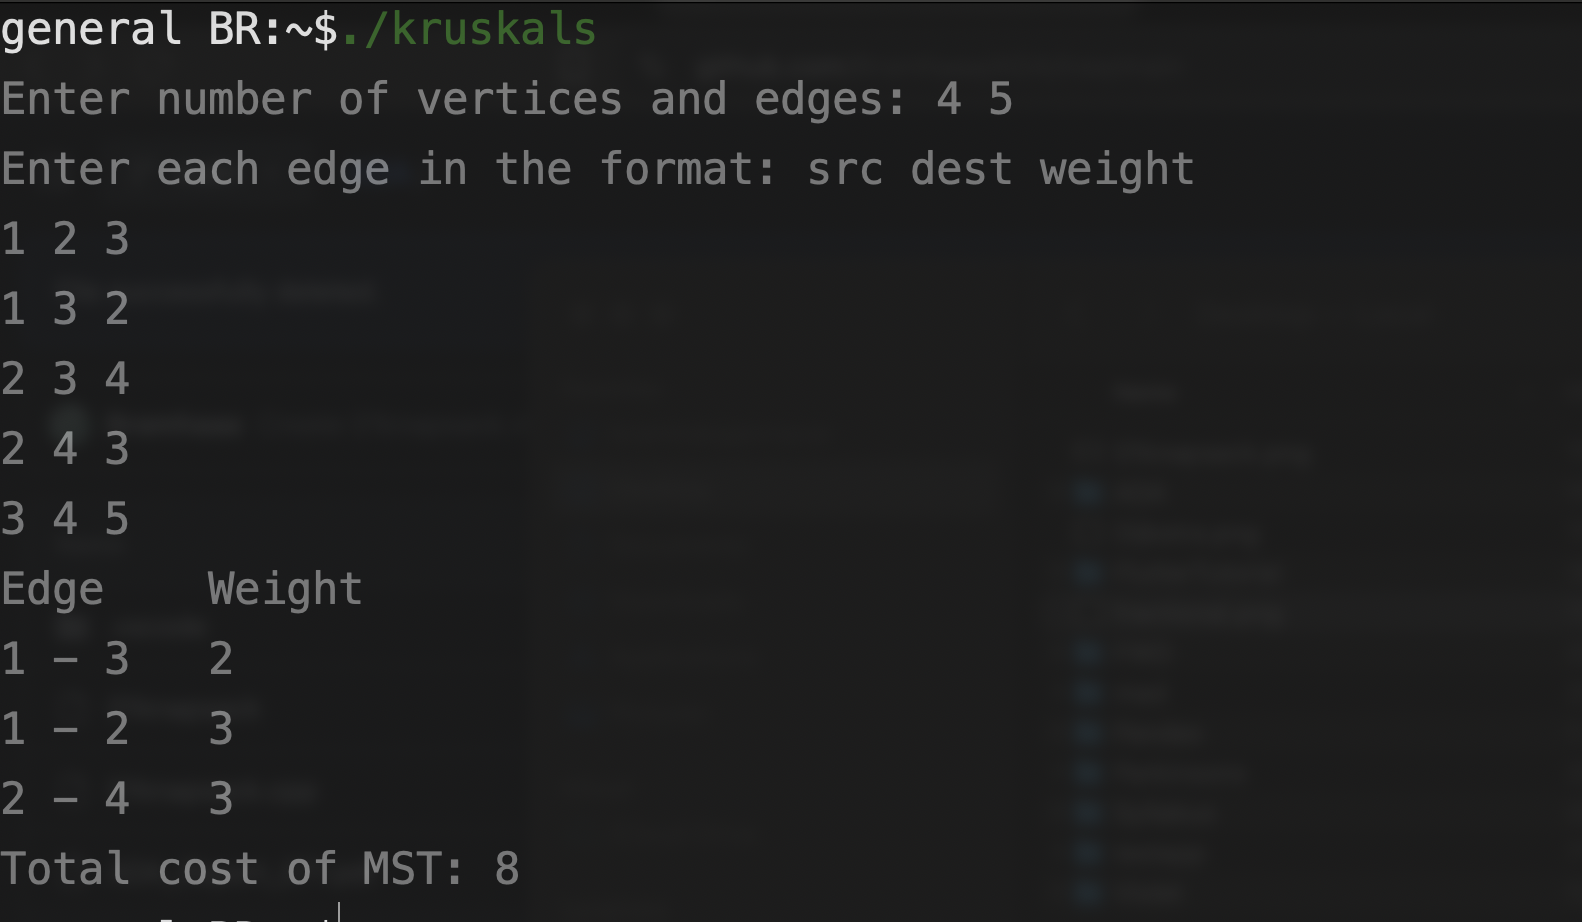 general BR:~$./kruskals
Enter number of vertices and edges: 4 5
Enter each edge in the format: src dest weight
1 2 3
1 3 2
2 3 4
2 4 3
3 4 5
Edge    Weight
1 - 3   2
1 - 2   3
2 - 4   3
Total cost of MST: 8